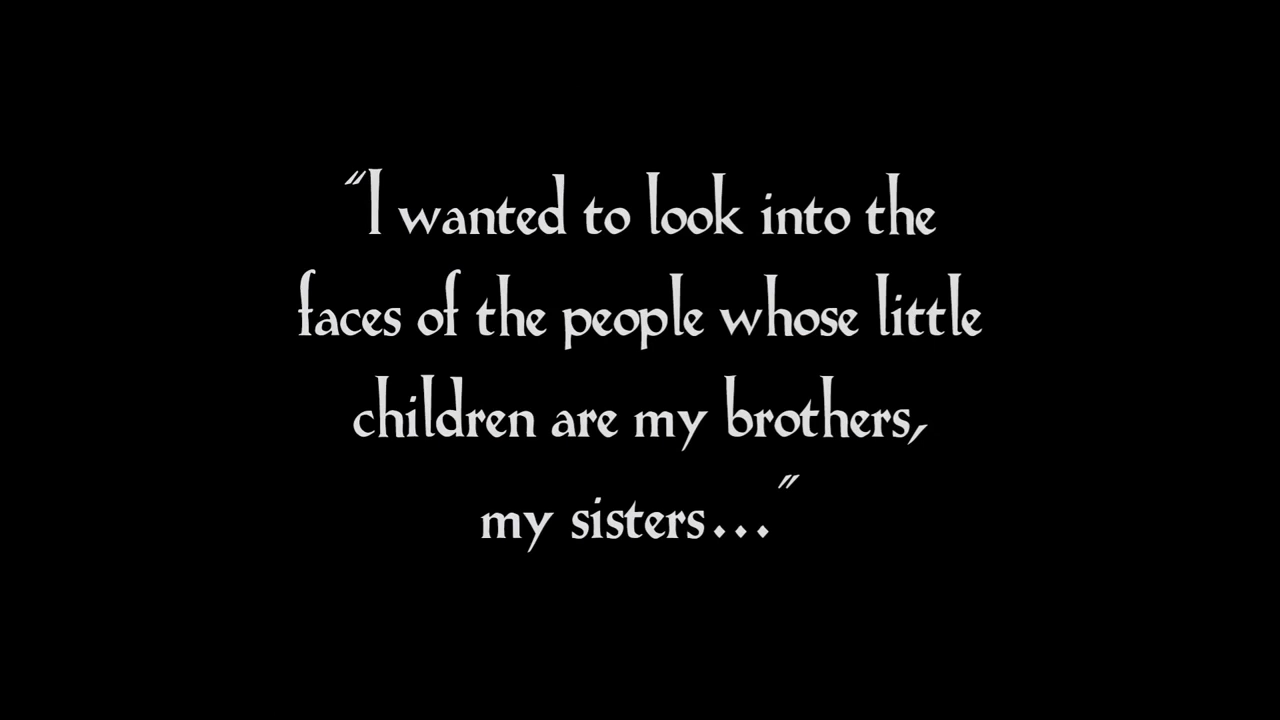 “I wanted to look into the
faces of the people whose little
children are my brothers,
my sisters...”